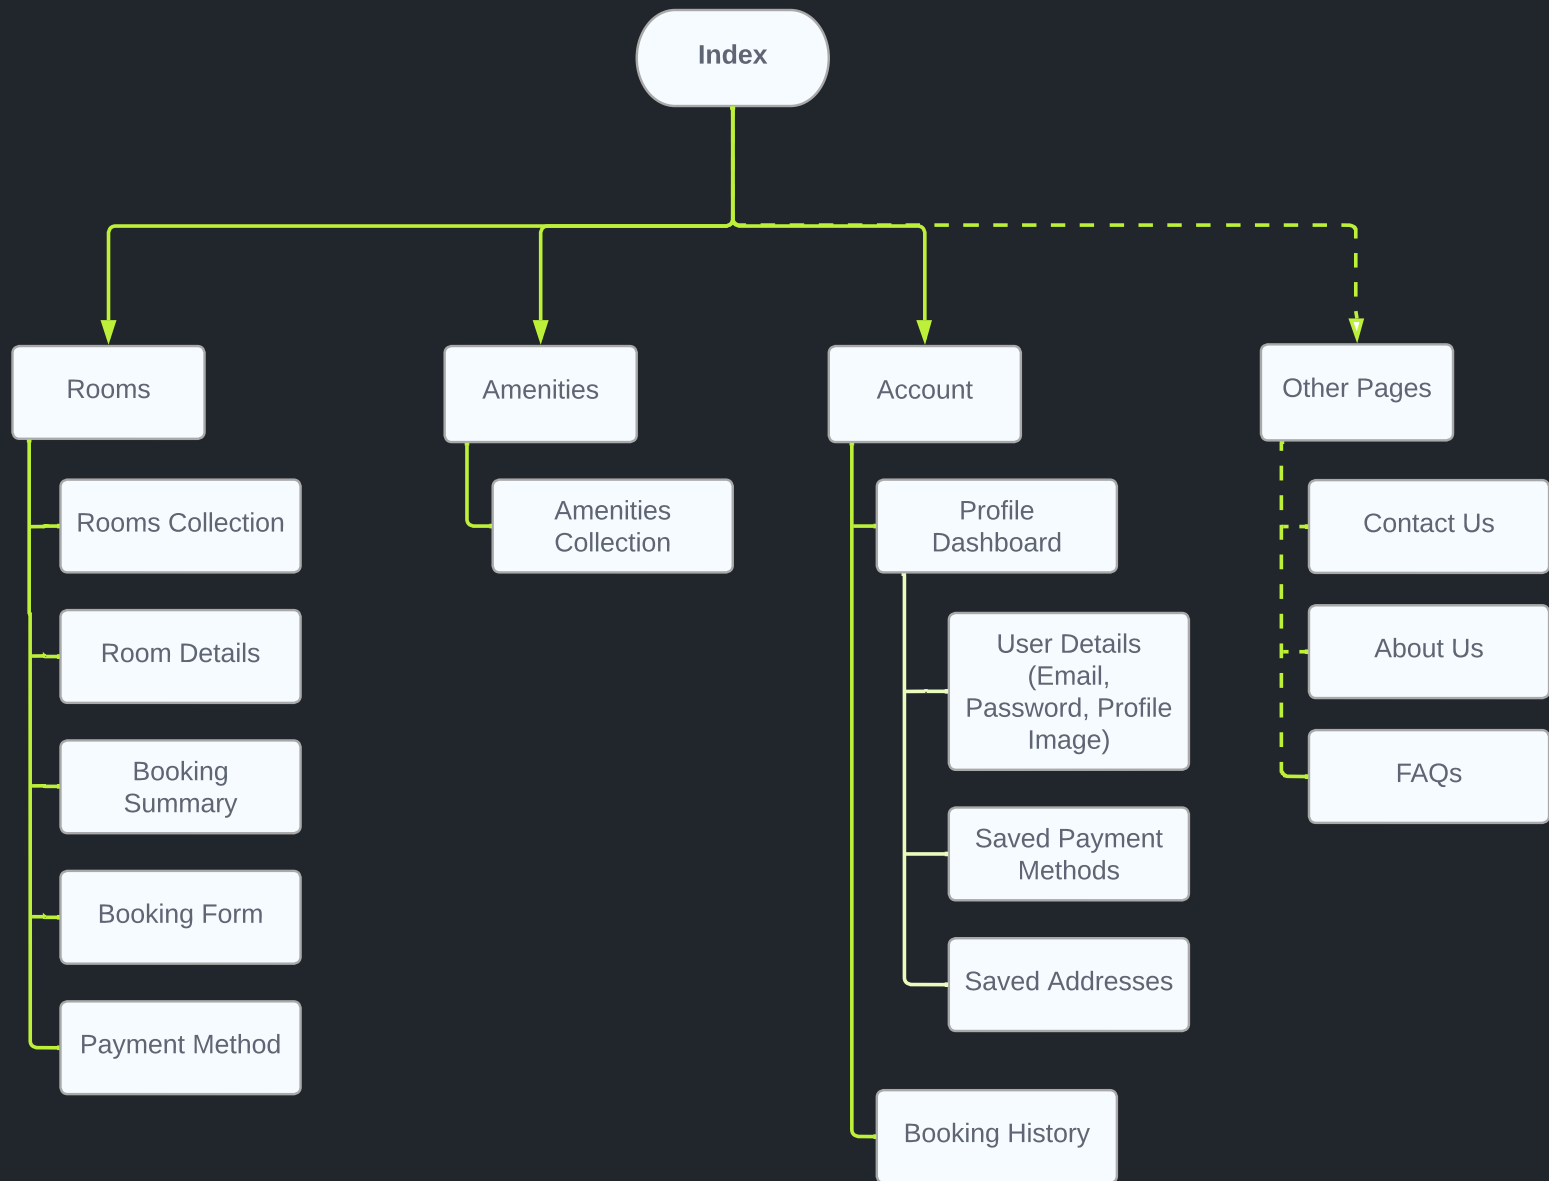 Index
Rooms
Amenities
Account
Other Pages
Rooms Collection
Room Details
Booking
Summary
Booking Form
Payment Method
Amenities
Collection
Profile
Dashboard
User Details
(Email,
Password, Profile
Image)
Saved Payment
Methods
Saved Addresses
Booking History
Contact Us
About Us
FAQs